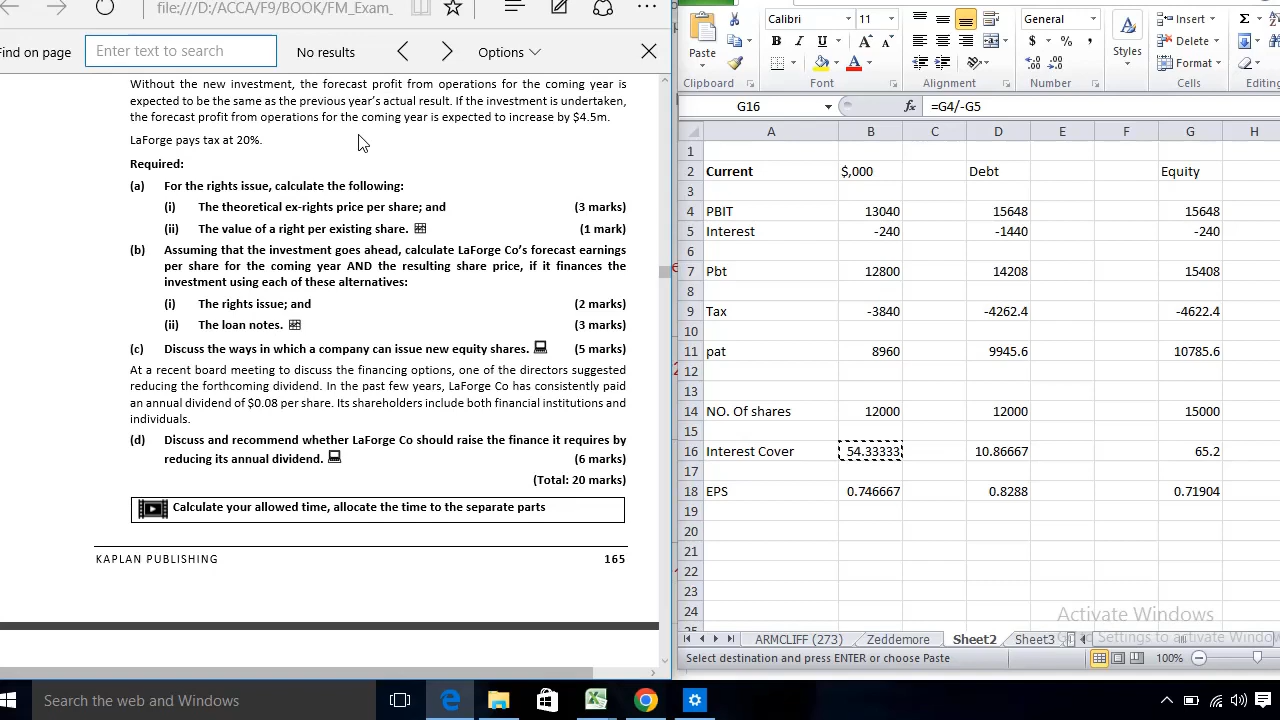 file:///D:/ACCA/F9/BOOK/FM_Exam_
Find on page
Enter text to search
No results
Options
Without the new investment, the forecast profit from operations for the coming year is
expected to be the same as the previous year's actual result. If the investment is undertaken,
the forecast profit from operations for the coming year is expected to increase by $4.5m.
LaForge pays tax at 20%.
Required:
(a) For the rights issue, calculate the following:
(i) The theoretical ex-rights price per share; and (3 marks)
(ii) The value of a right per existing share. (1 mark)
(b) Assuming that the investment goes ahead, calculate LaForge Co's forecast earnings
per share for the coming year AND the resulting share price, if it finances the
investment using each of these alternatives:
(i) The rights issue; and (2 marks)
(ii) The loan notes. (3 marks)
(c) Discuss the ways in which a company can issue new equity shares. (5 marks)
At a recent board meeting to discuss the financing options, one of the directors suggested
reducing the forthcoming dividend. In the past few years, LaForge Co has consistently paid
an annual dividend of $0.08 per share. Its shareholders include both financial institutions and
individuals.
(d) Discuss and recommend whether LaForge Co should raise the finance it requires by
reducing its annual dividend. (6 marks)
(Total: 20 marks)
Calculate your allowed time, allocate the time to the separate parts
KAPLAN PUBLISHING 165
Calibri 11 General Insert
Paste B I U $ % , Styles Delete
Format
Clipboard Font Alignment Number Cells Editing
G16 fx =G4/-G5
A B C D E F G H
1
2 Current $,000 Debt Equity
3
4 PBIT 13040 15648 15648
5 Interest -240 -1440 -240
6
7 Pbt 12800 14208 15408
8
9 Tax -3840 -4262.4 -4622.4
10
11 pat 8960 9945.6 10785.6
12
13
14 NO. Of shares 12000 12000 15000
15
16 Interest Cover 54.33333 10.86667 65.2
17
18 EPS 0.746667 0.8288 0.71904
19
20
21
22
23
24
Activate Windows
Go to Settings to activate Windows
ARMCLIFF (273) Zeddemore Sheet2 Sheet3
Select destination and press ENTER or choose Paste 100%
Search the web and Windows